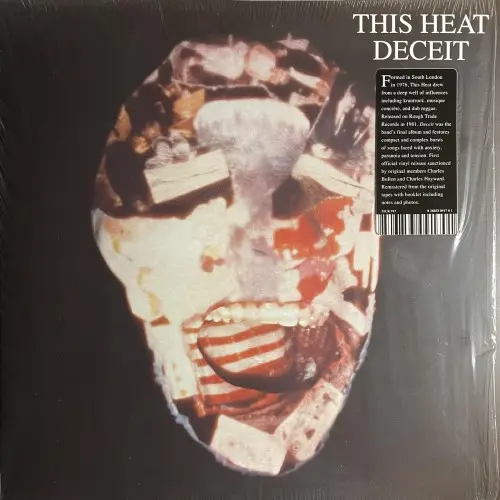 THIS HEAT
DECEIT
Formed in South London
in 1976, This Heat drew
from a deep well of influences
including krautrock, musique
concrète, and dub reggae.
Released on Rough Trade
Records in 1981, Deceit was the
band's final album and features
compact and complex bursts
of songs laced with anxiety,
paranoia and tension. First
official vinyl reissue sanctioned
by original members Charles
Bullen and Charles Hayward.
Remastered from the original
tapes with booklet including
notes and photos.